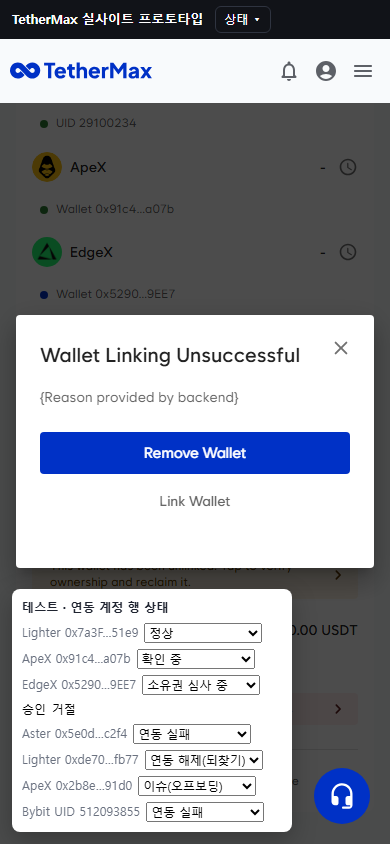 TetherMax 실사이트 프로토타입 상태
TetherMax
UID 29100234
ApeX -
Wallet 0x91c4...a07b
EdgeX -
Wallet 0x5290...9EE7
Wallet Linking Unsuccessful
{Reason provided by backend}
Remove Wallet
Link Wallet
This wallet has been unlinked. Tap to verify
ownership and reclaim it.
테스트 · 연동 계정 행 상태
Lighter 0x7a3F...51e9 정상
0.00 USDT
ApeX 0x91c4...a07b 확인 중
EdgeX 0x5290...9EE7 소유권 심사 중
승인 거절
Aster 0x5e0d...c2f4 연동 실패
Lighter 0xde70...fb77 연동 해제(되찾기)
ApeX 0x2b8e...91d0 이슈(오프보딩)
Bybit UID 512093855 연동 실패